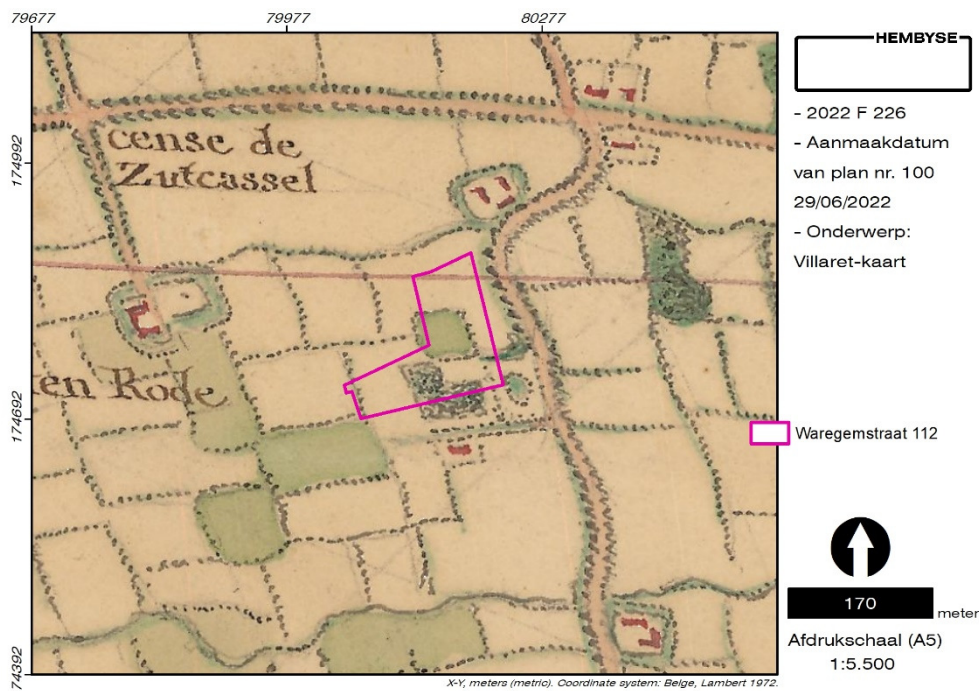 79677
79977
80277
HEMBYSE
- 2022 F 226
- Aanmaakdatum
van plan nr. 100
29/06/2022
- Onderwerp:
Villaret-kaart
174992
cense de
Zutcassel
en Rode
174692
Waregemstraat 112
170
meter
Afdrukschaal (A5)
1:5.500
74392
X-Y, meters (metric). Coordinate system: Belge, Lambert 1972.